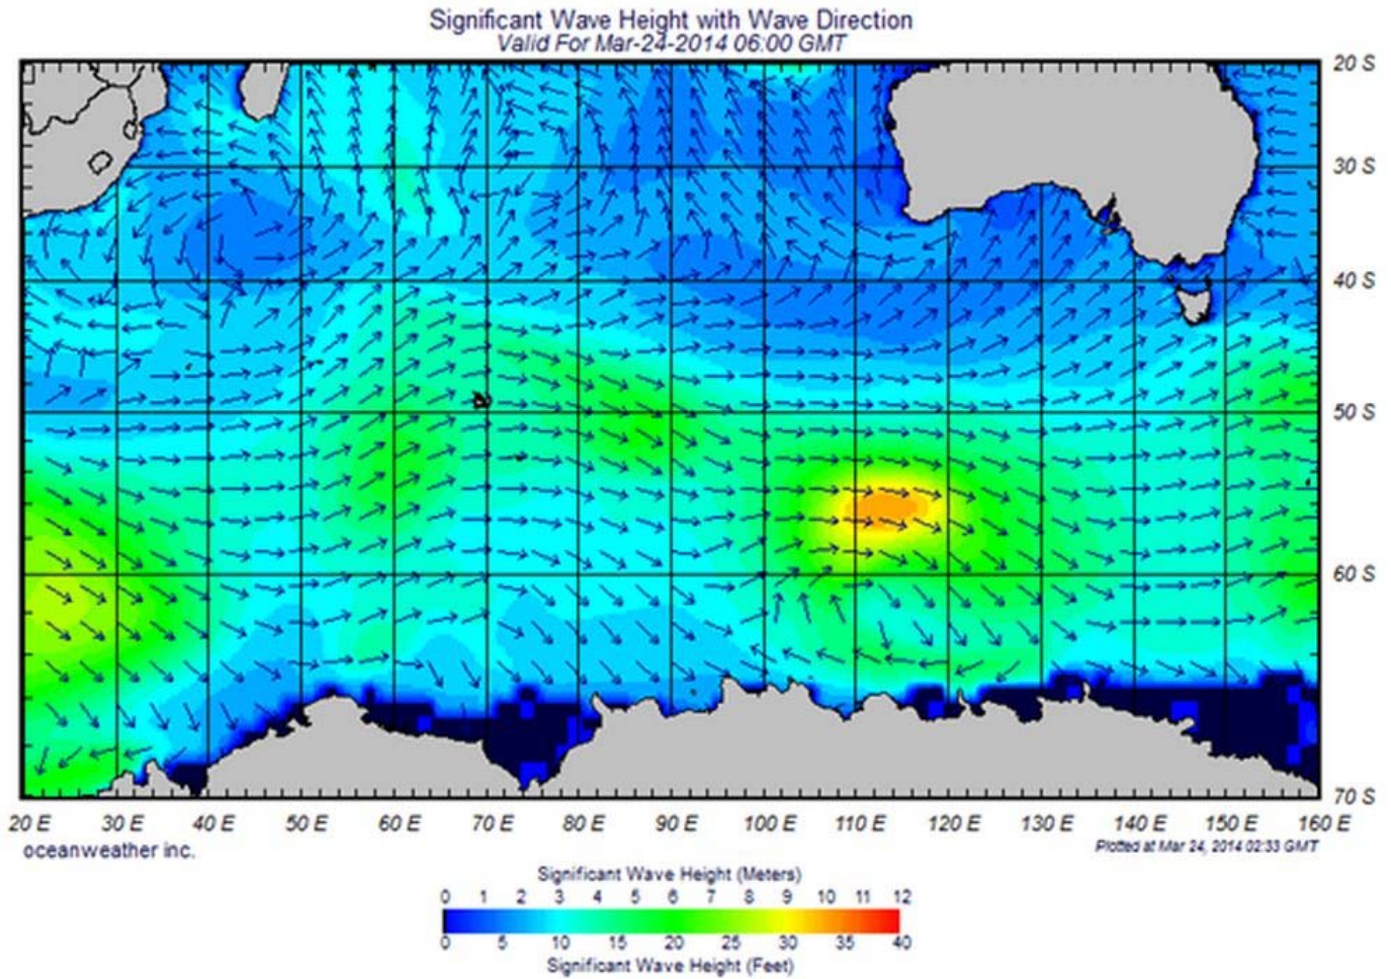 Significant Wave Height with Wave Direction
Valid For Mar-24-2014 06:00 GMT
20 S
30 S
40 S
50 S
60 S
70 S
20 E 30 E 40 E 50 E 60 E 70 E 80 E 90 E 100 E 110 E 120 E 130 E 140 E 150 E 160 E
oceanweather inc. Plotted at Mar 24, 2014 02:33 GMT
Significant Wave Height (Meters)
0 1 2 3 4 5 6 7 8 9 10 11 12
0 5 10 15 20 25 30 35 40
Significant Wave Height (Feet)